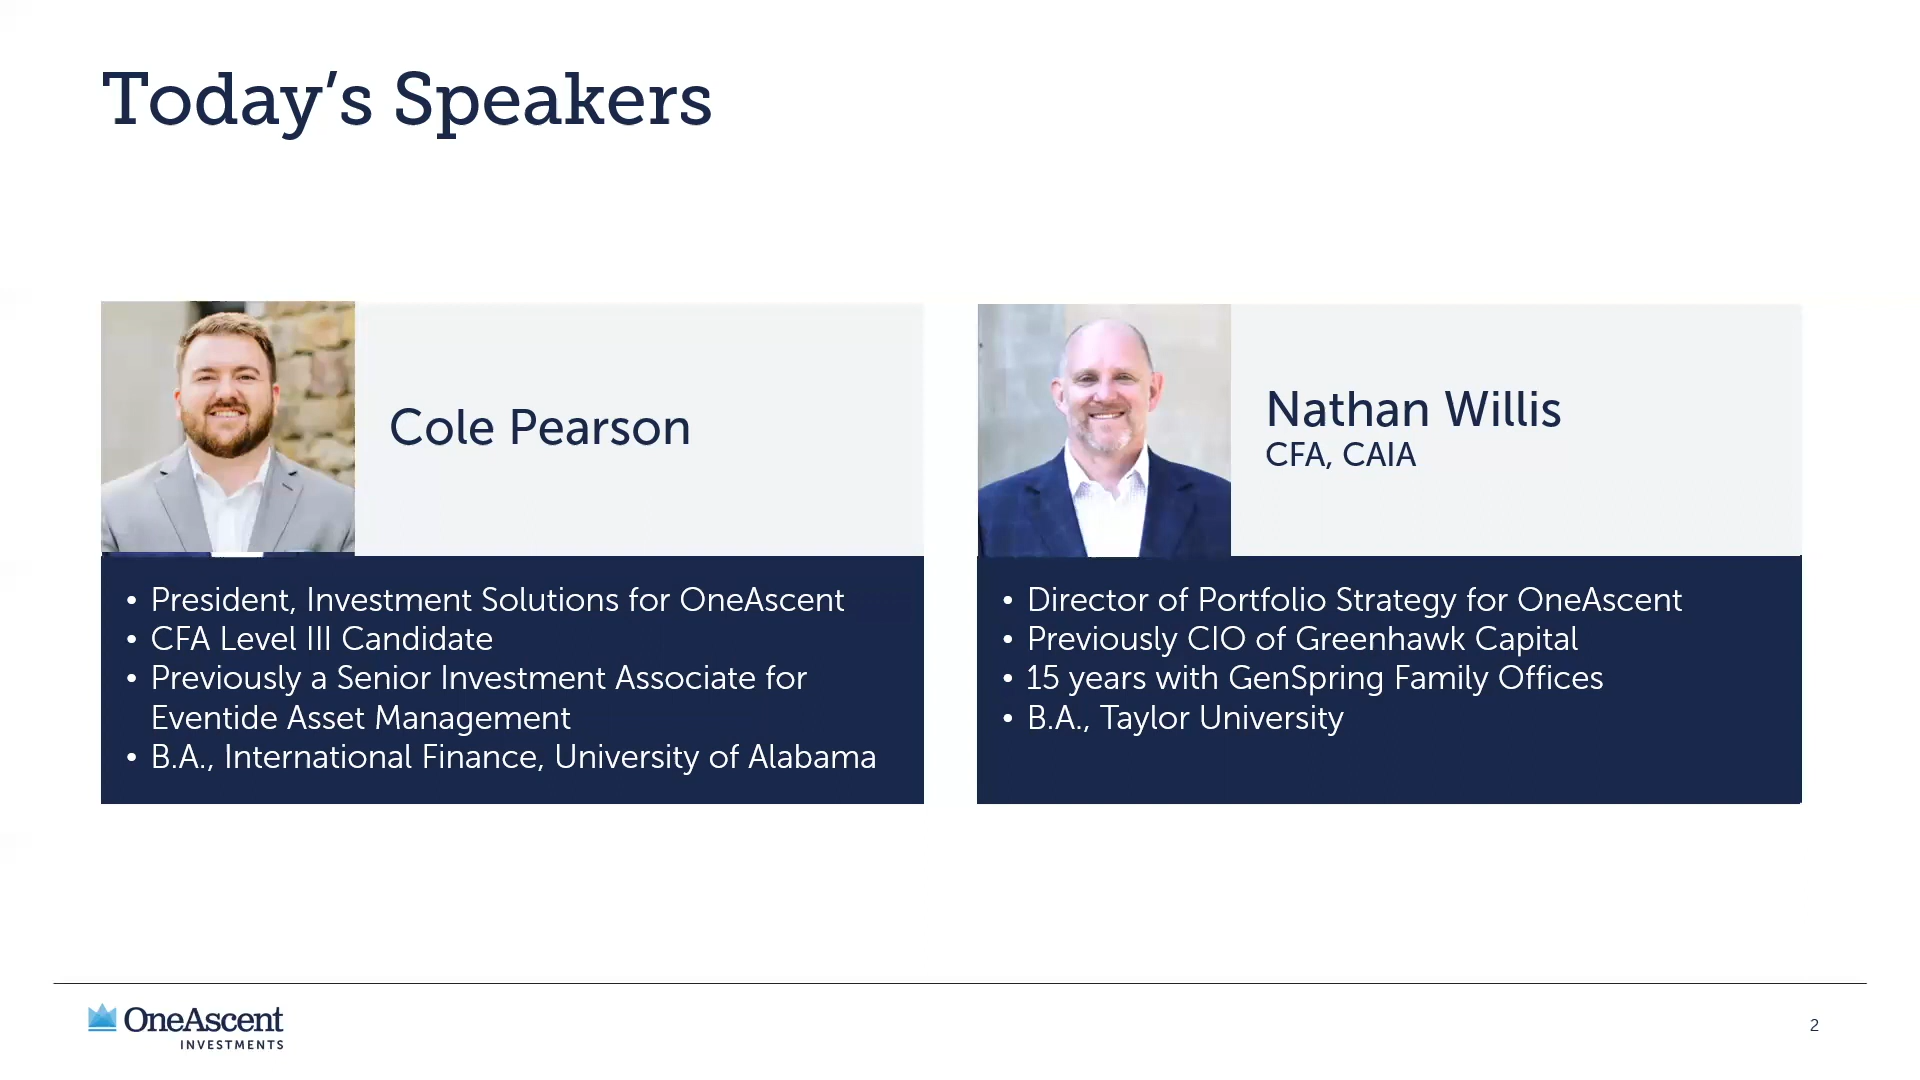 Today’s Speakers
Cole Pearson
• President, Investment Solutions for OneAscent
• CFA Level III Candidate
• Previously a Senior Investment Associate for
Eventide Asset Management
• B.A., International Finance, University of Alabama
Nathan Willis
CFA, CAIA
• Director of Portfolio Strategy for OneAscent
• Previously CIO of Greenhawk Capital
• 15 years with GenSpring Family Offices
• B.A., Taylor University
OneAscent
INVESTMENTS
2